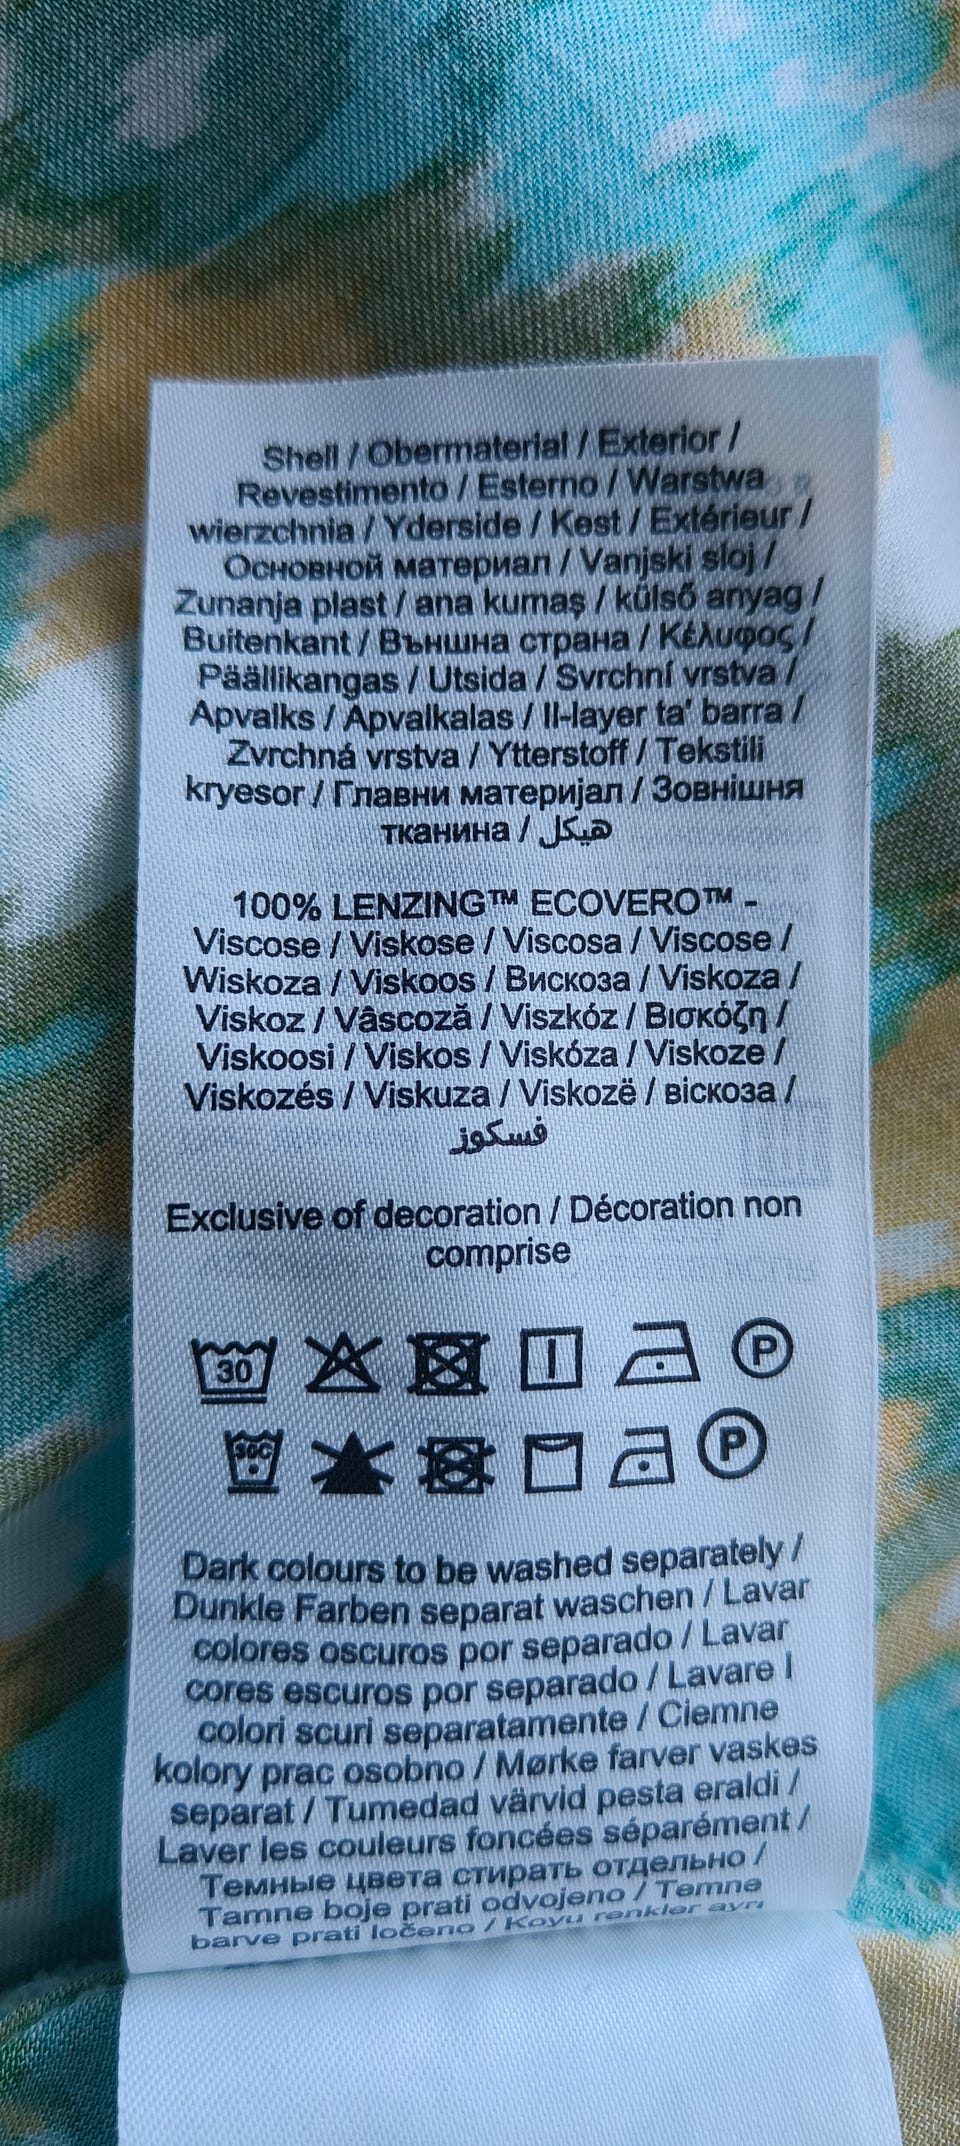 Shell / Obermaterial / Exterior /
Revestimento / Esterno / Warstwa
wierzchnia / Yderside / Kest / Extérieur /
Основной материал / Vanjski sloj /
Zunanja plast / ana kumaş / külső anyag /
Buitenkant / Външна страна / Κέλυφος /
Päällikangas / Utsida / Svrchní vrstva /
Apvalks / Apvalkalas / Il-layer ta' barra /
Zvrchná vrstva / Ytterstoff / Tekstili
kryesor / Главни материјал / Зовнішня
тканина / هيكل
100% LENZING™ ECOVERO™ -
Viscose / Viskose / Viscosa / Viscose /
Wiskoza / Viskoos / Вискоза / Viskoza /
Viskoz / Vâscoză / Viszkóz / Βισκόζη /
Viskoosi / Viskos / Viskóza / Viskoze /
Viskozés / Viskuza / Viskozë / віскоза /
فسكوز
Exclusive of decoration / Décoration non
comprise
30 P
30C P
Dark colours to be washed separately /
Dunkle Farben separat waschen / Lavar
colores oscuros por separado / Lavar
cores escuros por separado / Lavare I
colori scuri separatamente / Ciemne
kolory prac osobno / Mørke farver vaskes
separat / Tumedad värvid pesta eraldi /
Laver les couleurs foncées séparément /
Темные цвета стирать отдельно /
Tamne boje prati odvojeno / Temne
barve prati ločeno / Koyu renkler ayrı